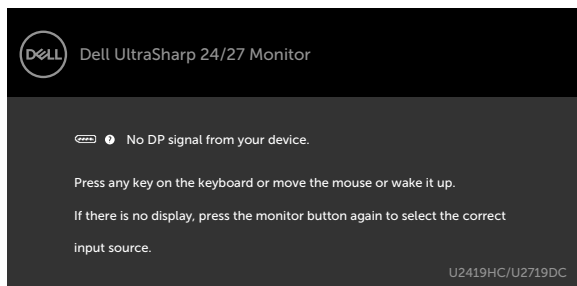 DELL
Dell UltraSharp 24/27 Monitor
? No DP signal from your device.
Press any key on the keyboard or move the mouse or wake it up.
If there is no display, press the monitor button again to select the correct
input source.
U2419HC/U2719DC